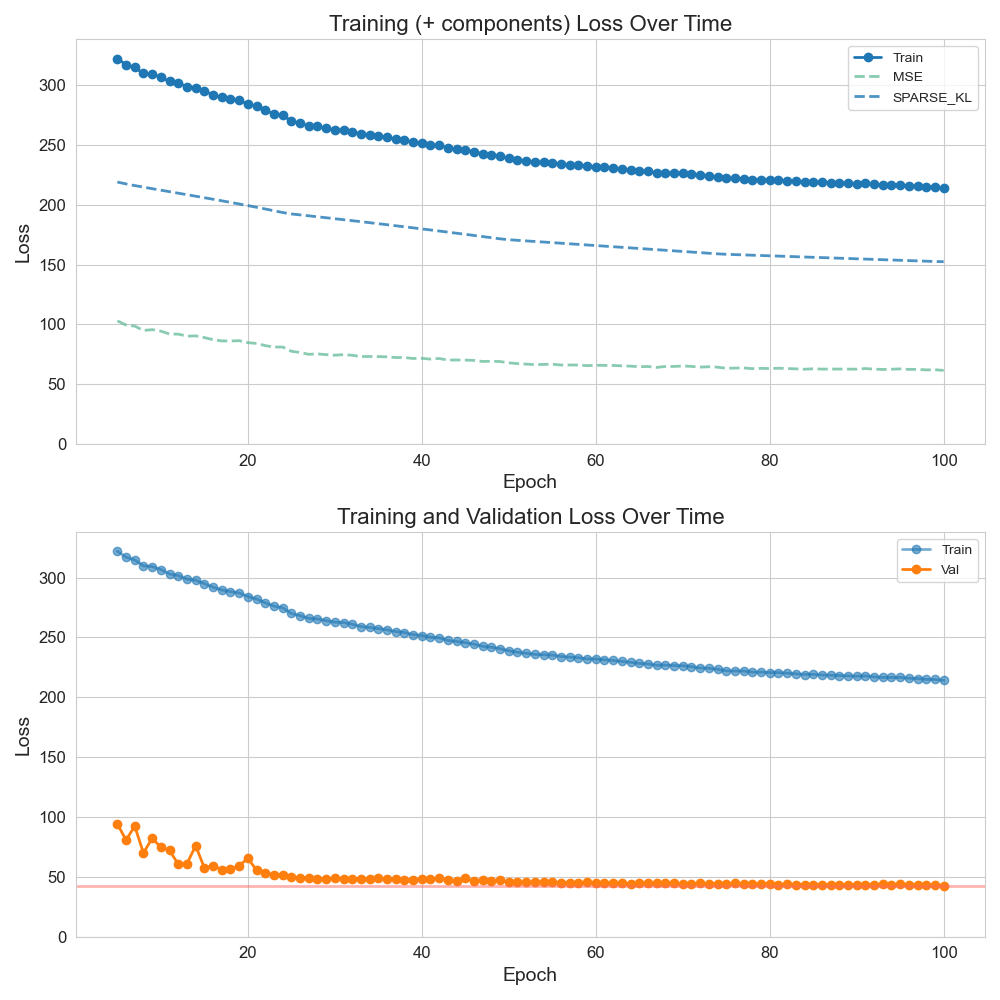 Training (+ components) Loss Over Time
Train
MSE
SPARSE_KL
300
250
200
150
100
50
0
Loss
20 40 60 80 100
Epoch
Training and Validation Loss Over Time
Train
Val
300
250
200
150
100
50
0
Loss
20 40 60 80 100
Epoch